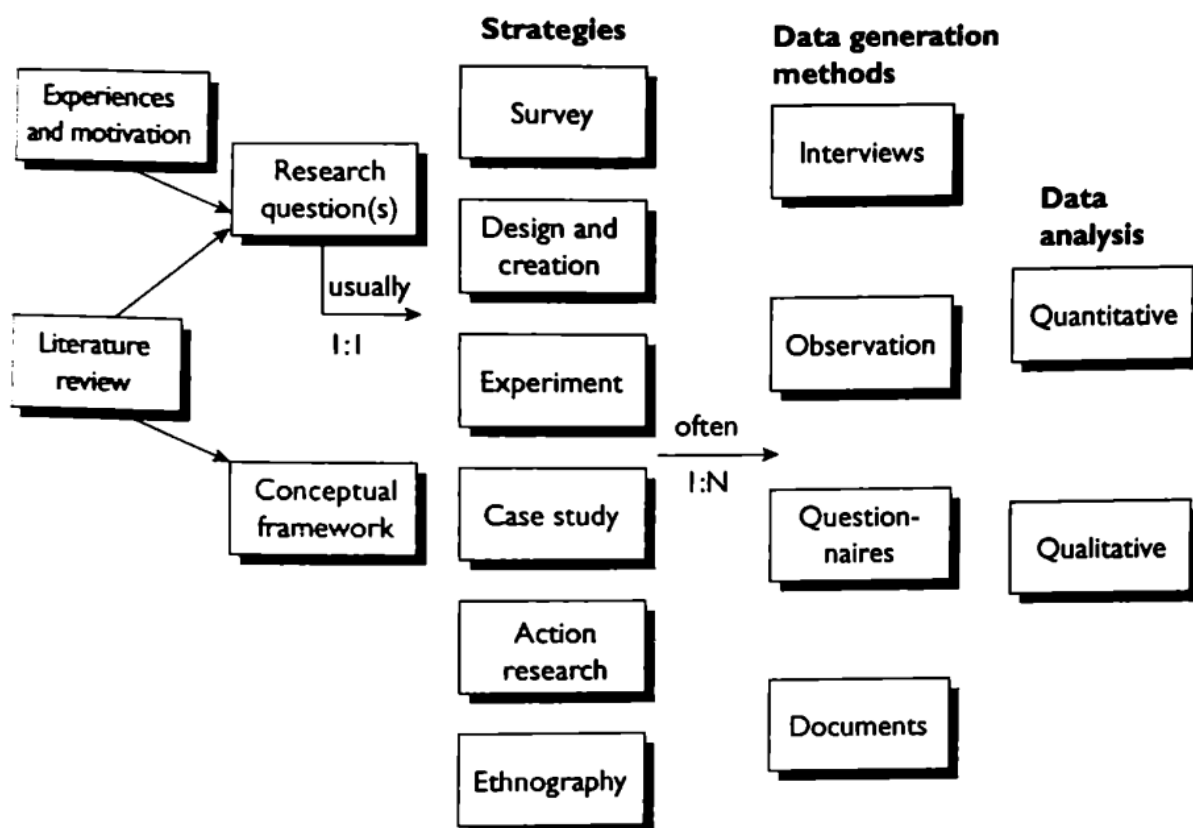 Experiences
and motivation
Literature
review
Research
question(s)
usually
1:1
Conceptual
framework
Strategies
Survey
Design and
creation
Experiment
Case study
Action
research
Ethnography
often
1:N
Data generation
methods
Interviews
Observation
Question-
naires
Documents
Data
analysis
Quantitative
Qualitative